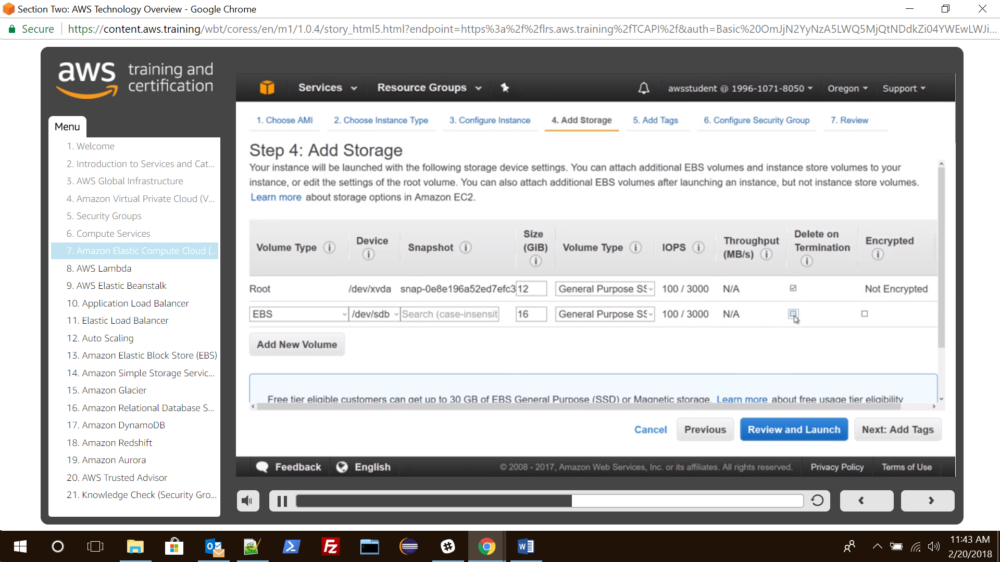 Section Two: AWS Technology Overview - Google Chrome
Secure
https://content.aws.training/wbt/coress/en/m1/1.0.4/story_html5.html?endpoint=https%3a%2f%2flrs.aws.training%2fTCAPI%2f&auth=Basic%20OmJjN2YyNzA5LWQ5MjQtNDdkZi04YWEwLWJi...
aws training and certification
Menu
1. Welcome
2. Introduction to Services and Cat...
3. AWS Global Infrastructure
4. Amazon Virtual Private Cloud (V...
5. Security Groups
6. Compute Services
7. Amazon Elastic Compute Cloud (...
8. AWS Lambda
9. AWS Elastic Beanstalk
10. Application Load Balancer
11. Elastic Load Balancer
12. Auto Scaling
13. Amazon Elastic Block Store (EBS)
14. Amazon Simple Storage Servic...
15. Amazon Glacier
16. Amazon Relational Database S...
17. Amazon DynamoDB
18. Amazon Redshift
19. Amazon Aurora
20. AWS Trusted Advisor
21. Knowledge Check (Security Gro...
Services Resource Groups awsstudent @ 1996-1071-8050 Oregon Support
1. Choose AMI 2. Choose Instance Type 3. Configure Instance 4. Add Storage 5. Add Tags 6. Configure Security Group 7. Review
Step 4: Add Storage
Your instance will be launched with the following storage device settings. You can attach additional EBS volumes and instance store volumes to your
instance, or edit the settings of the root volume. You can also attach additional EBS volumes after launching an instance, but not instance store volumes.
Learn more about storage options in Amazon EC2.
Volume Type Device Snapshot Size (GiB) Volume Type IOPS Throughput (MB/s) Delete on Termination Encrypted
Root /dev/xvda snap-0e8e196a52ed7efc3 12 General Purpose SS 100 / 3000 N/A Not Encrypted
EBS /dev/sdb Search (case-insensit 16 General Purpose SS 100 / 3000 N/A
Add New Volume
Free tier eligible customers can get up to 30 GB of EBS General Purpose (SSD) or Magnetic storage. Learn more about free usage tier eligibility
Cancel Previous Review and Launch Next: Add Tags
Feedback English © 2008 - 2017, Amazon Web Services, Inc. or its affiliates. All rights reserved. Privacy Policy Terms of Use
11:43 AM
2/20/2018